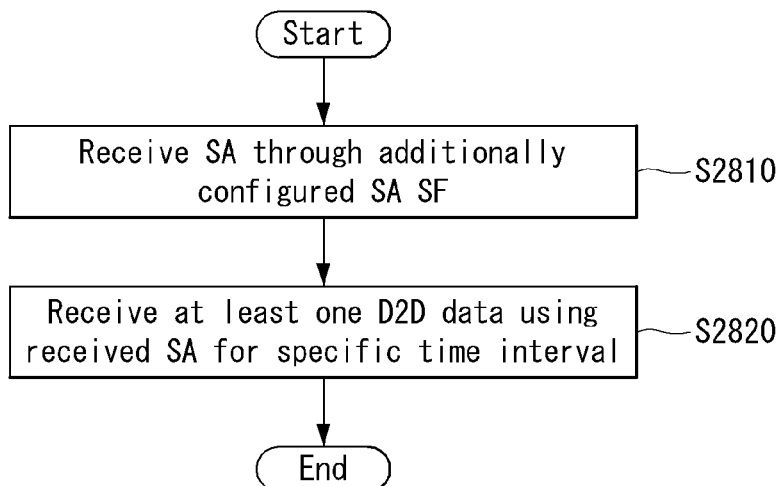 Start
Receive SA through additionally
configured SA SF
S2810
Receive at least one D2D data using
received SA for specific time interval
S2820
End